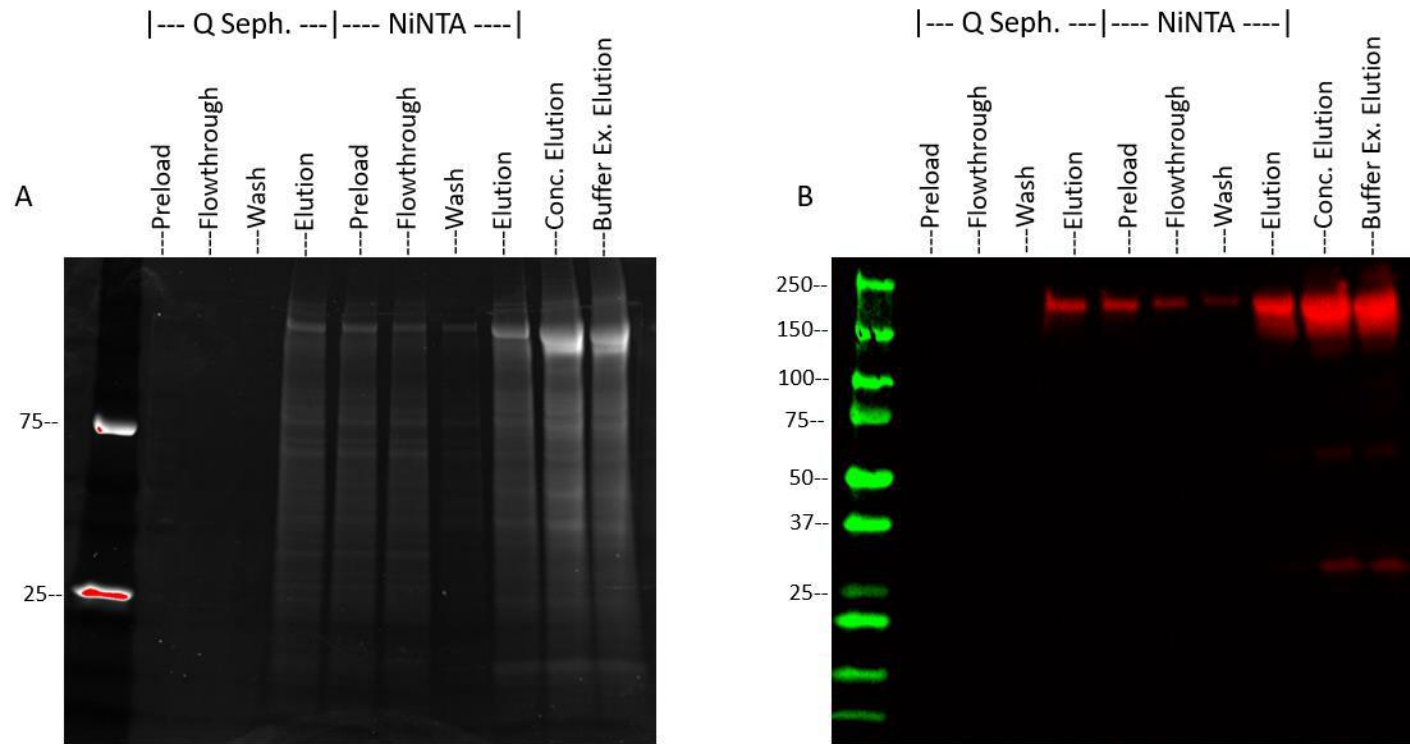 |--- Q Seph. ---|---- NiNTA ----|
---Preload
---Flowthrough
---Wash
---Elution
---Preload
---Flowthrough
---Wash
---Elution
---Conc. Elution
---Buffer Ex. Elution
A
75--
25--
|--- Q Seph. ---|---- NiNTA ----|
---Preload
---Flowthrough
---Wash
---Elution
---Preload
---Flowthrough
---Wash
---Elution
---Conc. Elution
---Buffer Ex. Elution
B
250--
150--
100--
75--
50--
37--
25--